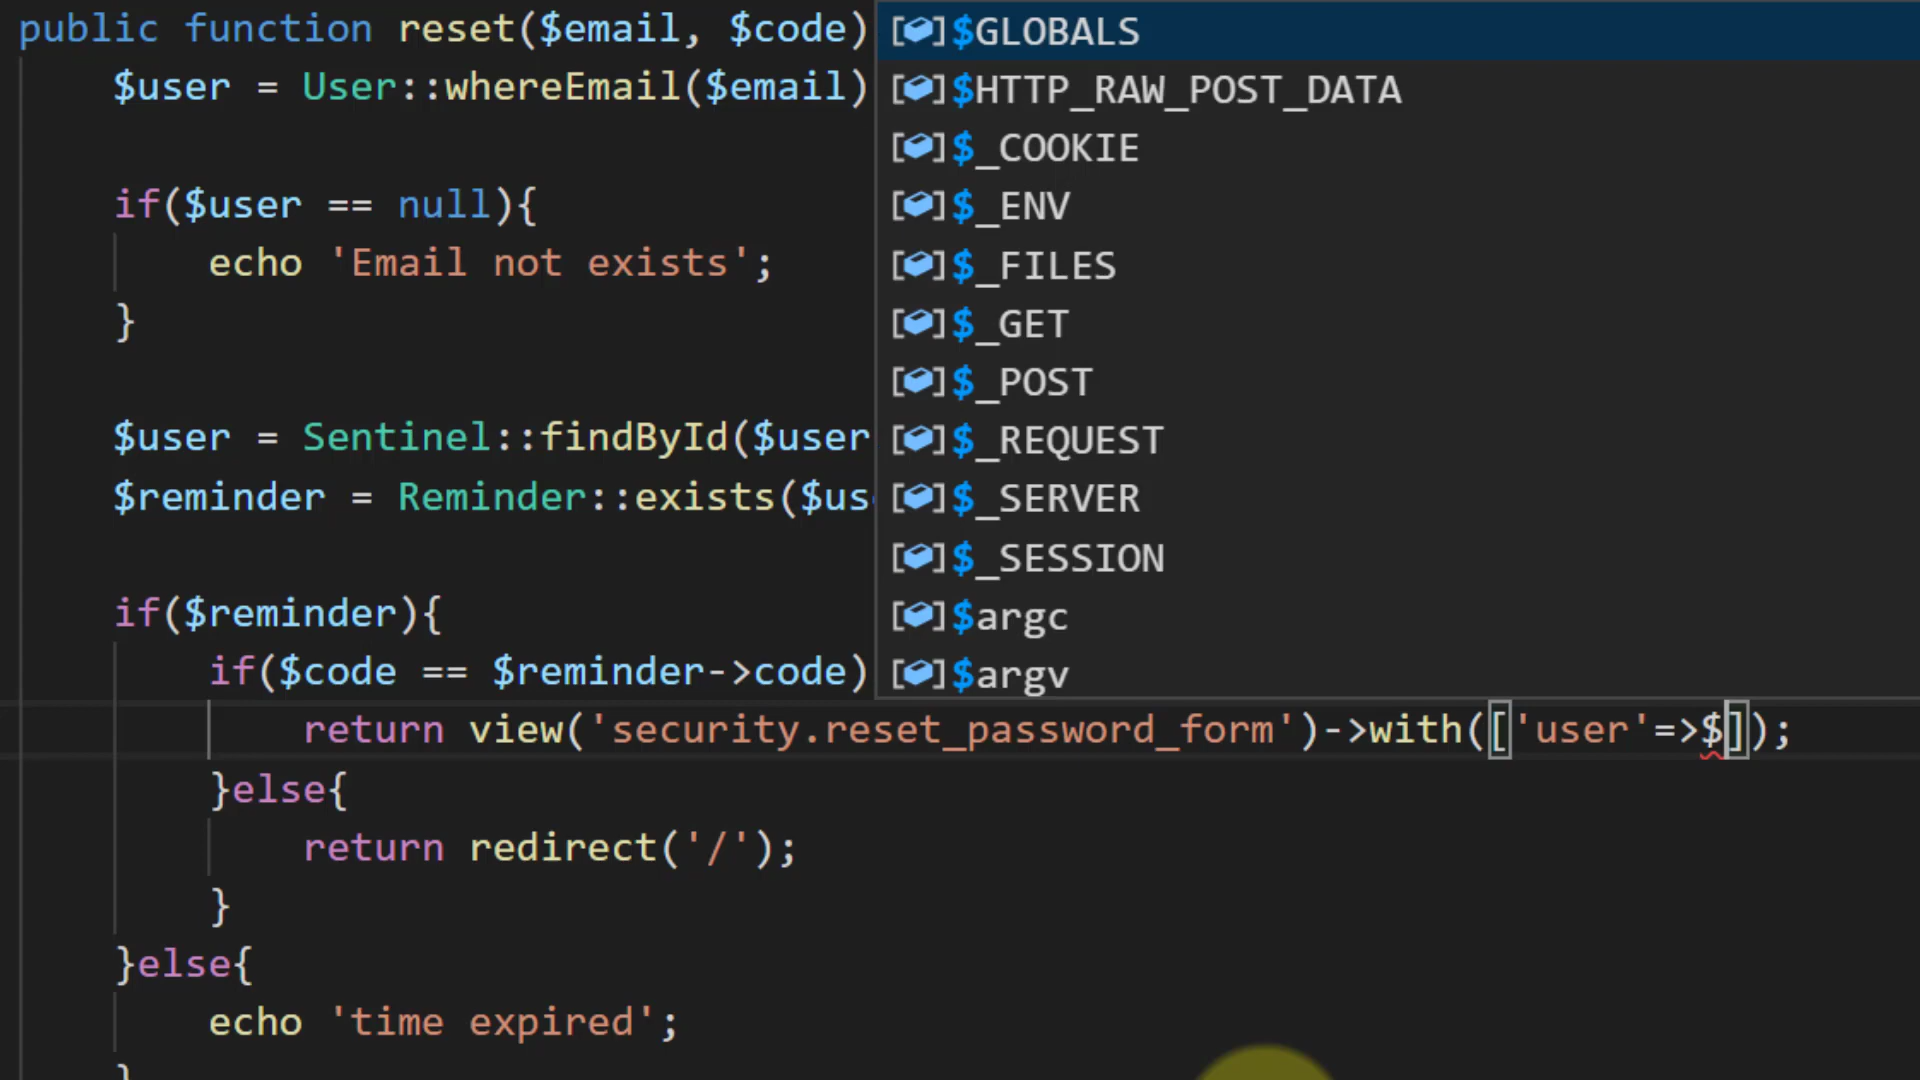 public function reset($email, $code)
$user = User::whereEmail($email)
if($user == null){
echo 'Email not exists';
}
$user = Sentinel::findById($user
$reminder = Reminder::exists($us
if($reminder){
if($code == $reminder->code)
return view('security.reset_password_form')->with(['user'=>$]);
}else{
return redirect('/');
}
}else{
echo 'time expired';
}
$GLOBALS
$HTTP_RAW_POST_DATA
$_COOKIE
$_ENV
$_FILES
$_GET
$_POST
$_REQUEST
$_SERVER
$_SESSION
$argc
$argv